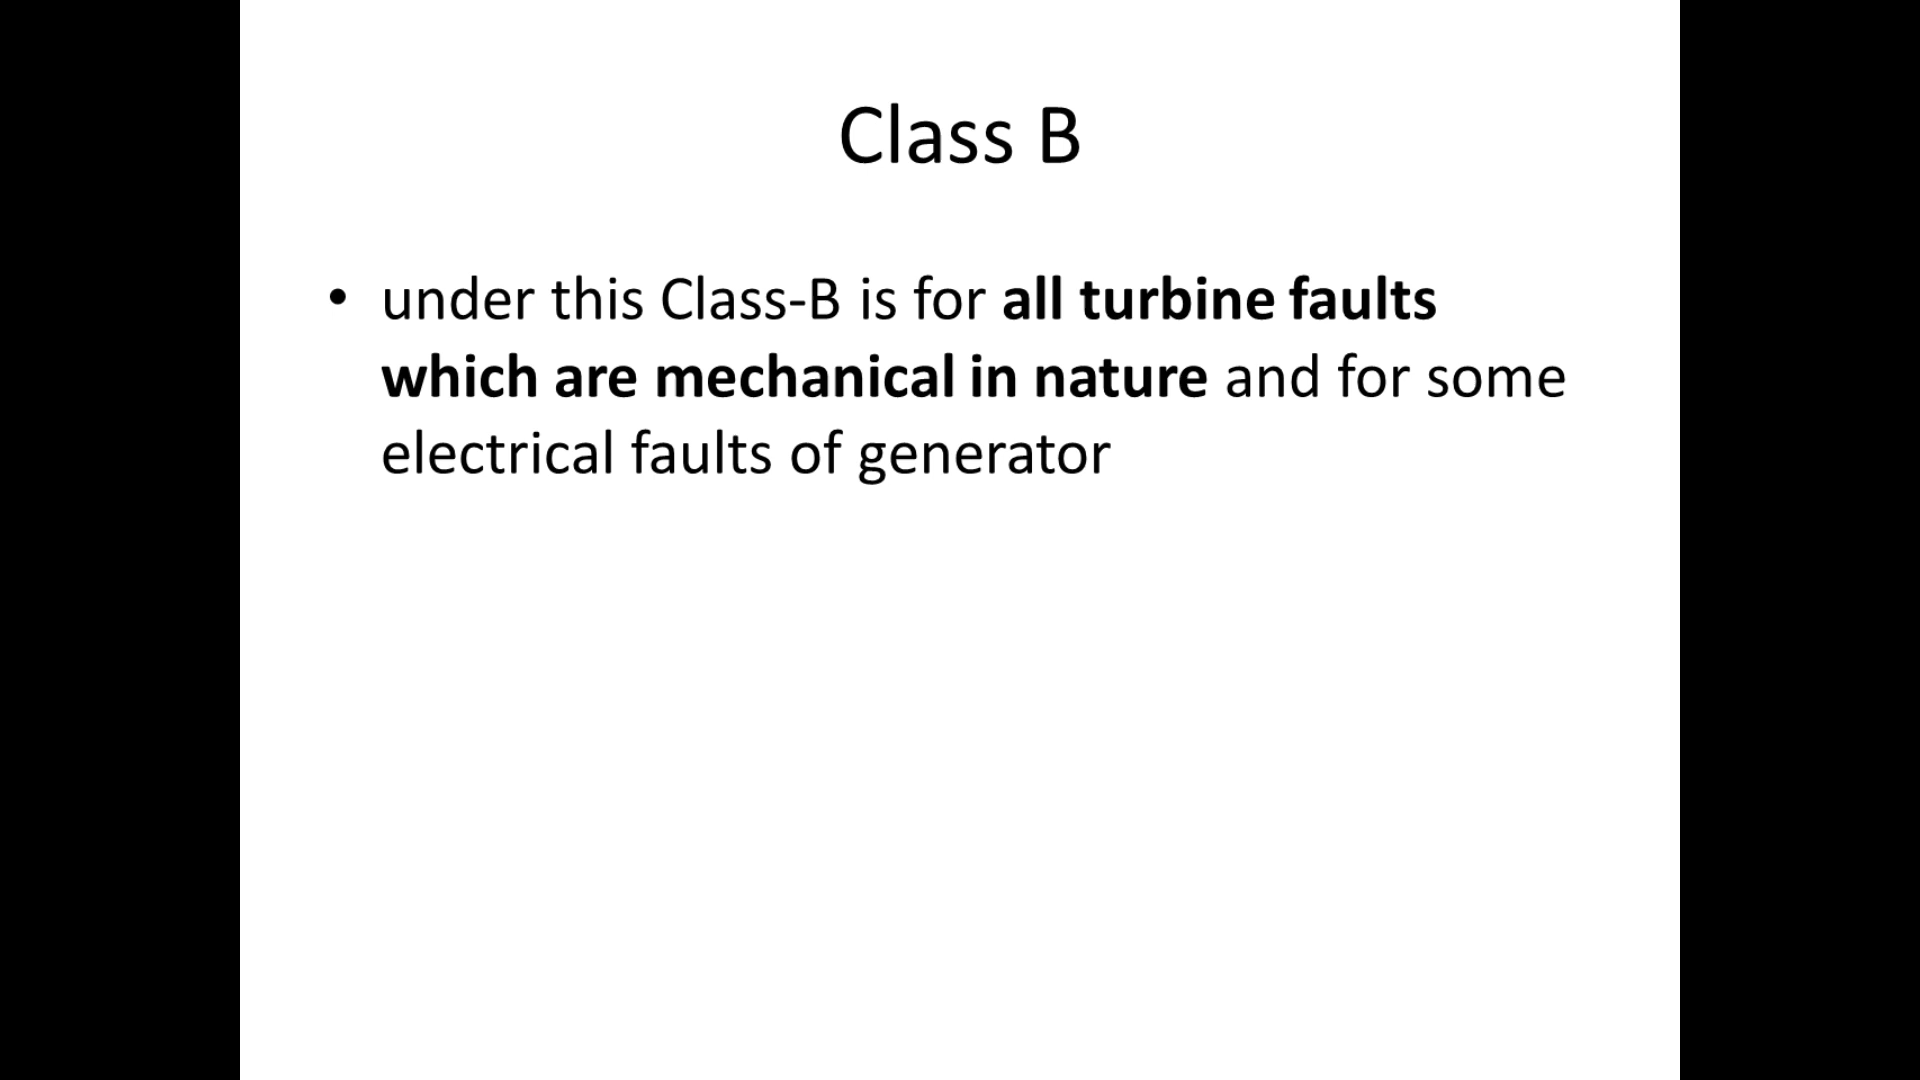 Class B
• under this Class-B is for all turbine faults
which are mechanical in nature and for some
electrical faults of generator